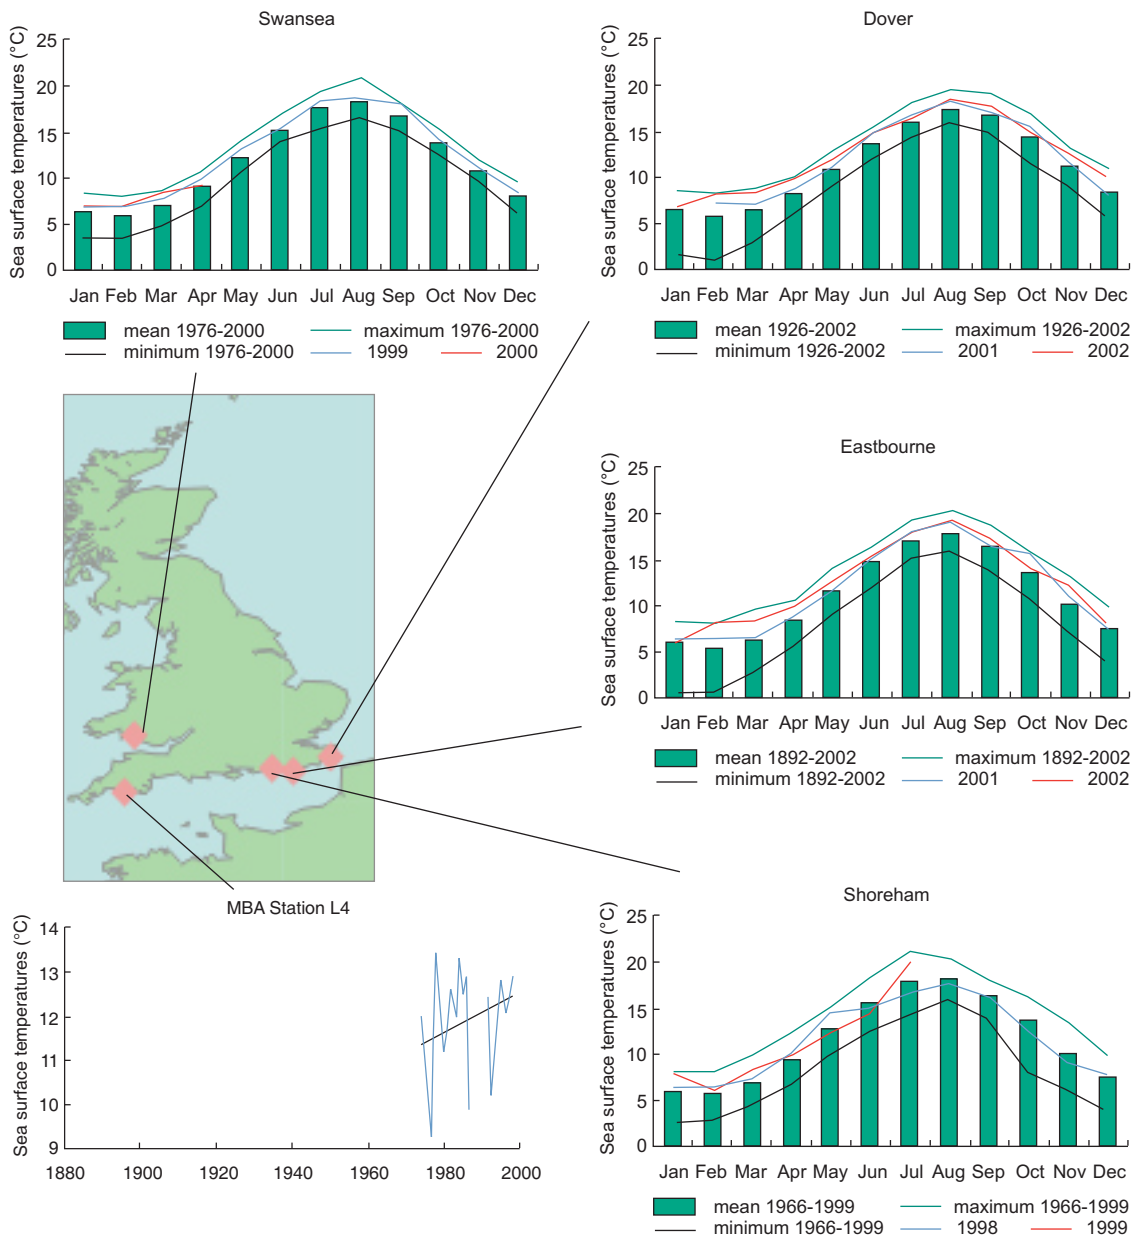 Swansea
Sea surface temperatures (°C)
25
20
15
10
5
0
Jan Feb Mar Apr May Jun Jul Aug Sep Oct Nov Dec
mean 1976-2000 maximum 1976-2000
minimum 1976-2000 1999 2000
Dover
Sea surface temperatures (°C)
25
20
15
10
5
0
Jan Feb Mar Apr May Jun Jul Aug Sep Oct Nov Dec
mean 1926-2002 maximum 1926-2002
minimum 1926-2002 2001 2002
Eastbourne
Sea surface temperatures (°C)
25
20
15
10
5
0
Jan Feb Mar Apr May Jun Jul Aug Sep Oct Nov Dec
mean 1892-2002 maximum 1892-2002
minimum 1892-2002 2001 2002
MBA Station L4
Sea surface temperatures (°C)
14
13
12
11
10
9
1880 1900 1920 1940 1960 1980 2000
Shoreham
Sea surface temperatures (°C)
25
20
15
10
5
0
Jan Feb Mar Apr May Jun Jul Aug Sep Oct Nov Dec
mean 1966-1999 maximum 1966-1999
minimum 1966-1999 1998 1999